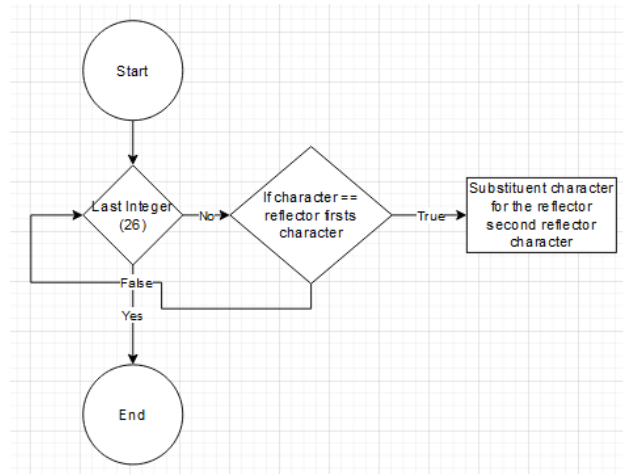 Start
Last Integer
(26)
No
If character ==
reflector firsts
character
True
Substituent character
for the reflector
second reflector
character
False
Yes
End